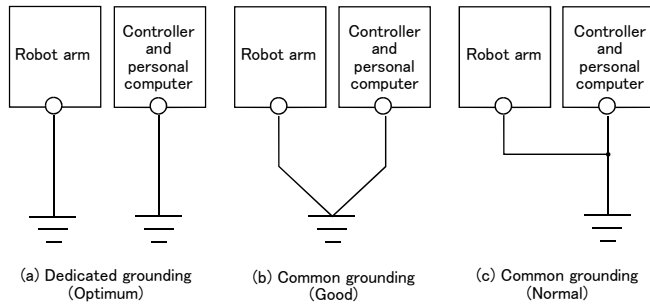 Robot arm
Controller
and
personal
computer
Robot arm
Controller
and
personal
computer
Robot arm
Controller
and
personal
computer
(a) Dedicated grounding
(Optimum)
(b) Common grounding
(Good)
(c) Common grounding
(Normal)